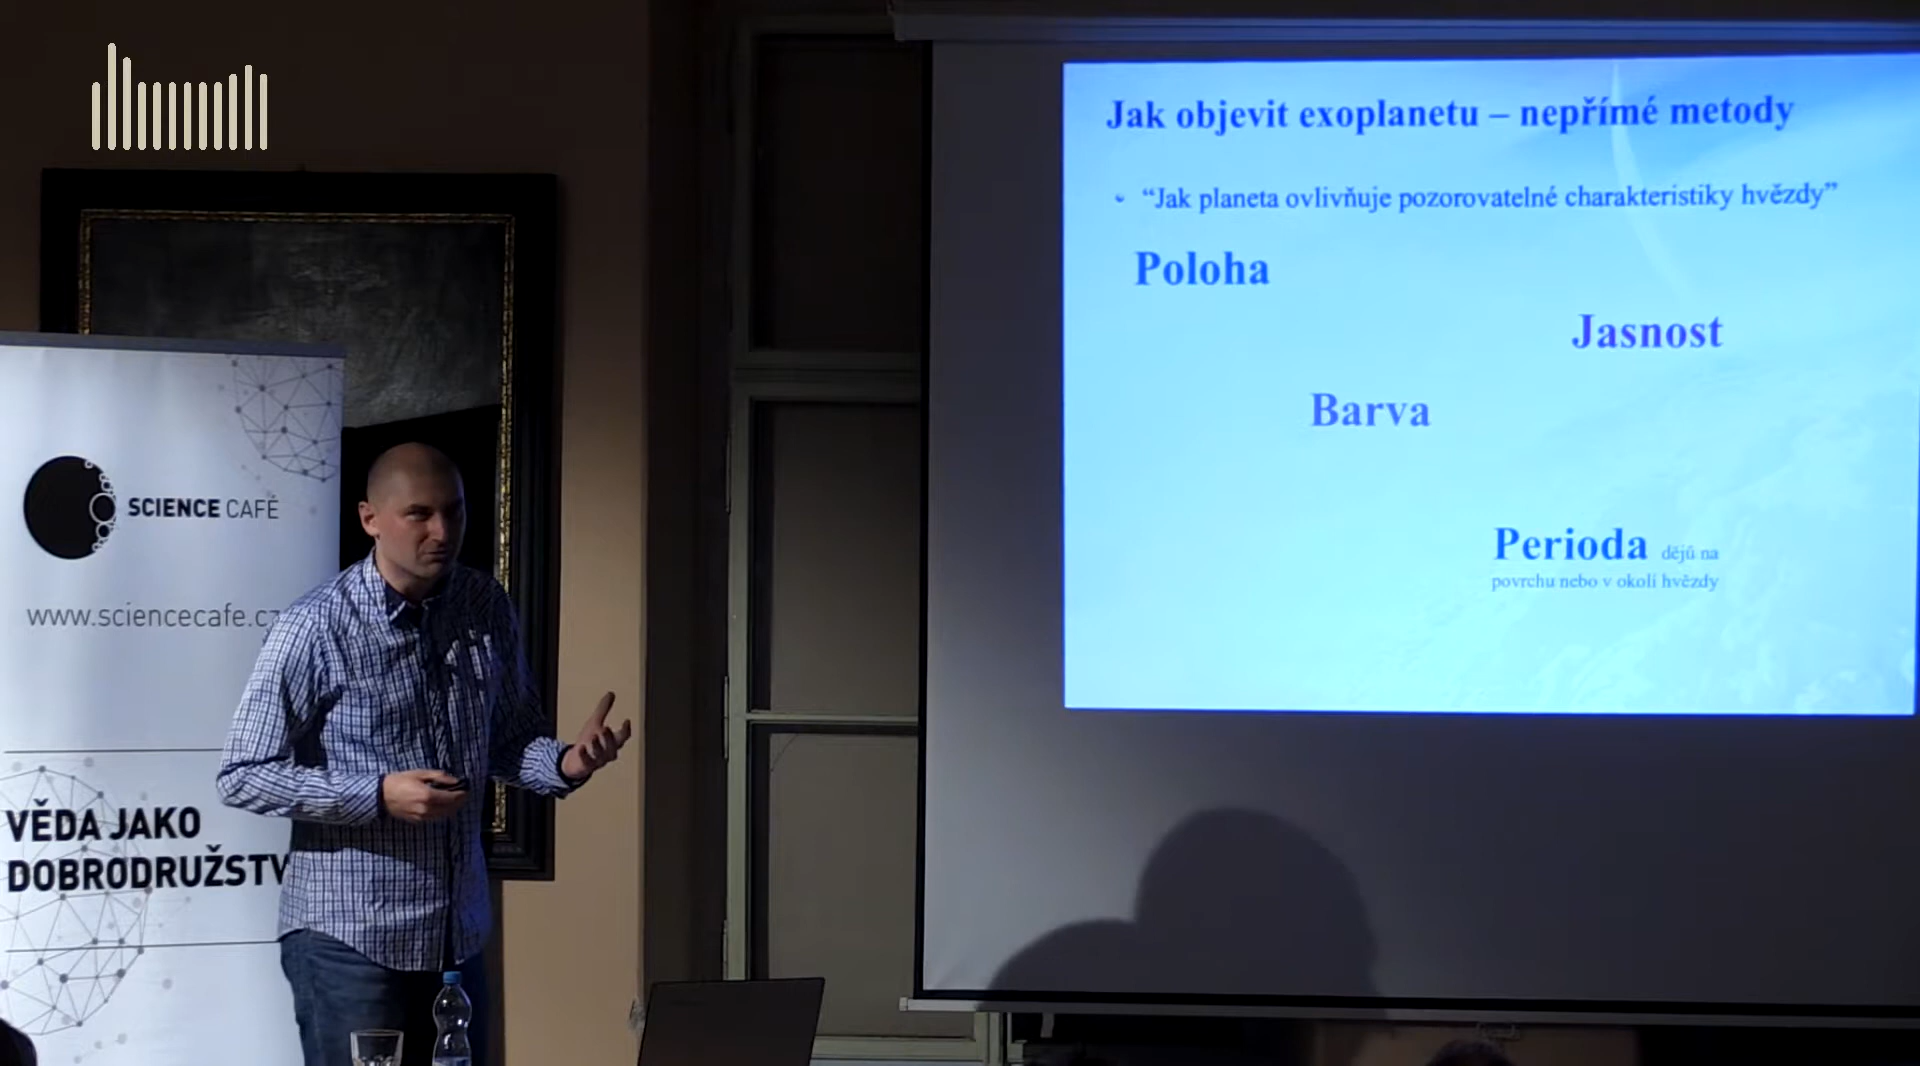 SCIENCE CAFÉ
www.sciencecafe.cz
VĚDA JAKO
DOBRODRUŽSTV
Jak objevit exoplanetu – nepřímé metody
• “Jak planeta ovlivňuje pozorovatelné charakteristiky hvězdy”
Poloha
Jasnost
Barva
Perioda dějů na
povrchu nebo v okolí hvězdy